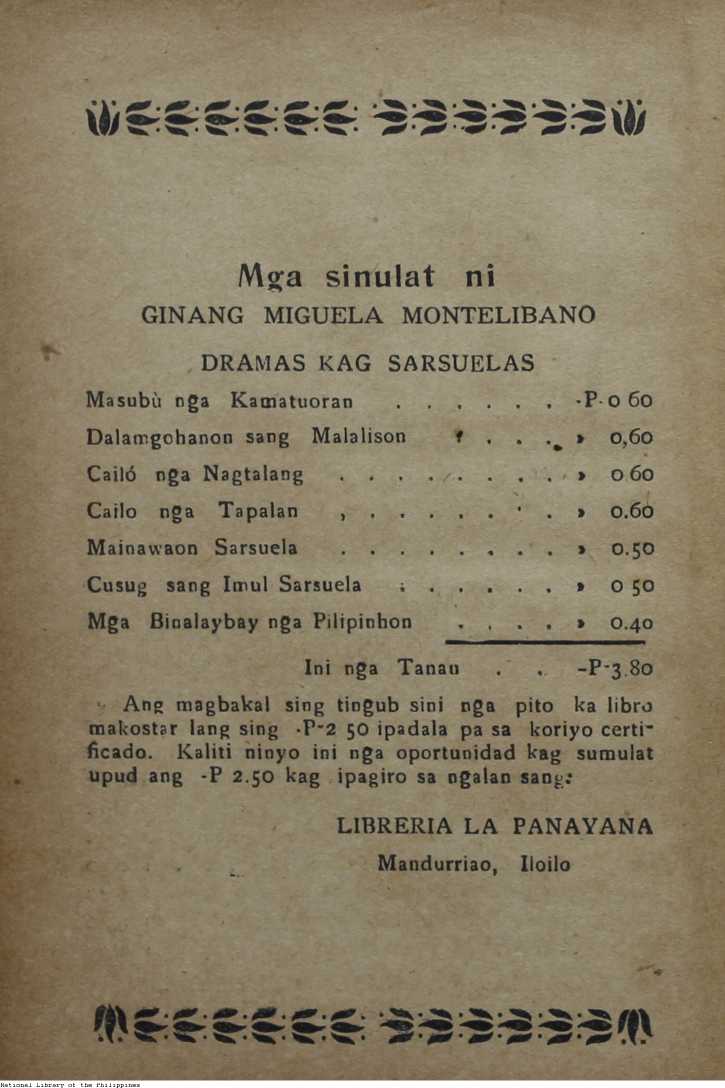 Mga sinulat ni
GINANG MIGUELA MONTELIBANO
DRAMAS KAG SARSUELAS
Masubù nga Kamatuoran . . . . . . -P- 0 60
Dalamgohanon sang Malalison . . . » 0,60
Cailó nga Nagtalang . . . . . . . . » 0 60
Cailo nga Tapalan , . . . . . . . » 0.60
Mainawaon Sarsuela . . . . . . . . » 0.50
Cusug sang Imul Sarsuela . . . . . . » 0 50
Mga Binalaybay nga Pilipinhon . . . . » 0.40
Ini nga Tanan . . -P-3.80
Ang magbakal sing tingub sini nga pito ka libro
makostar lang sing -P-2 50 ipadala pa sa koriyo certi-
ficado. Kaliti ninyo ini nga oportunidad kag sumulat
upud ang -P 2.50 kag ipagiro sa ngalan sang:
LIBRERIA LA PANAYANA
Mandurriao, Iloilo
National Library of the Philippines